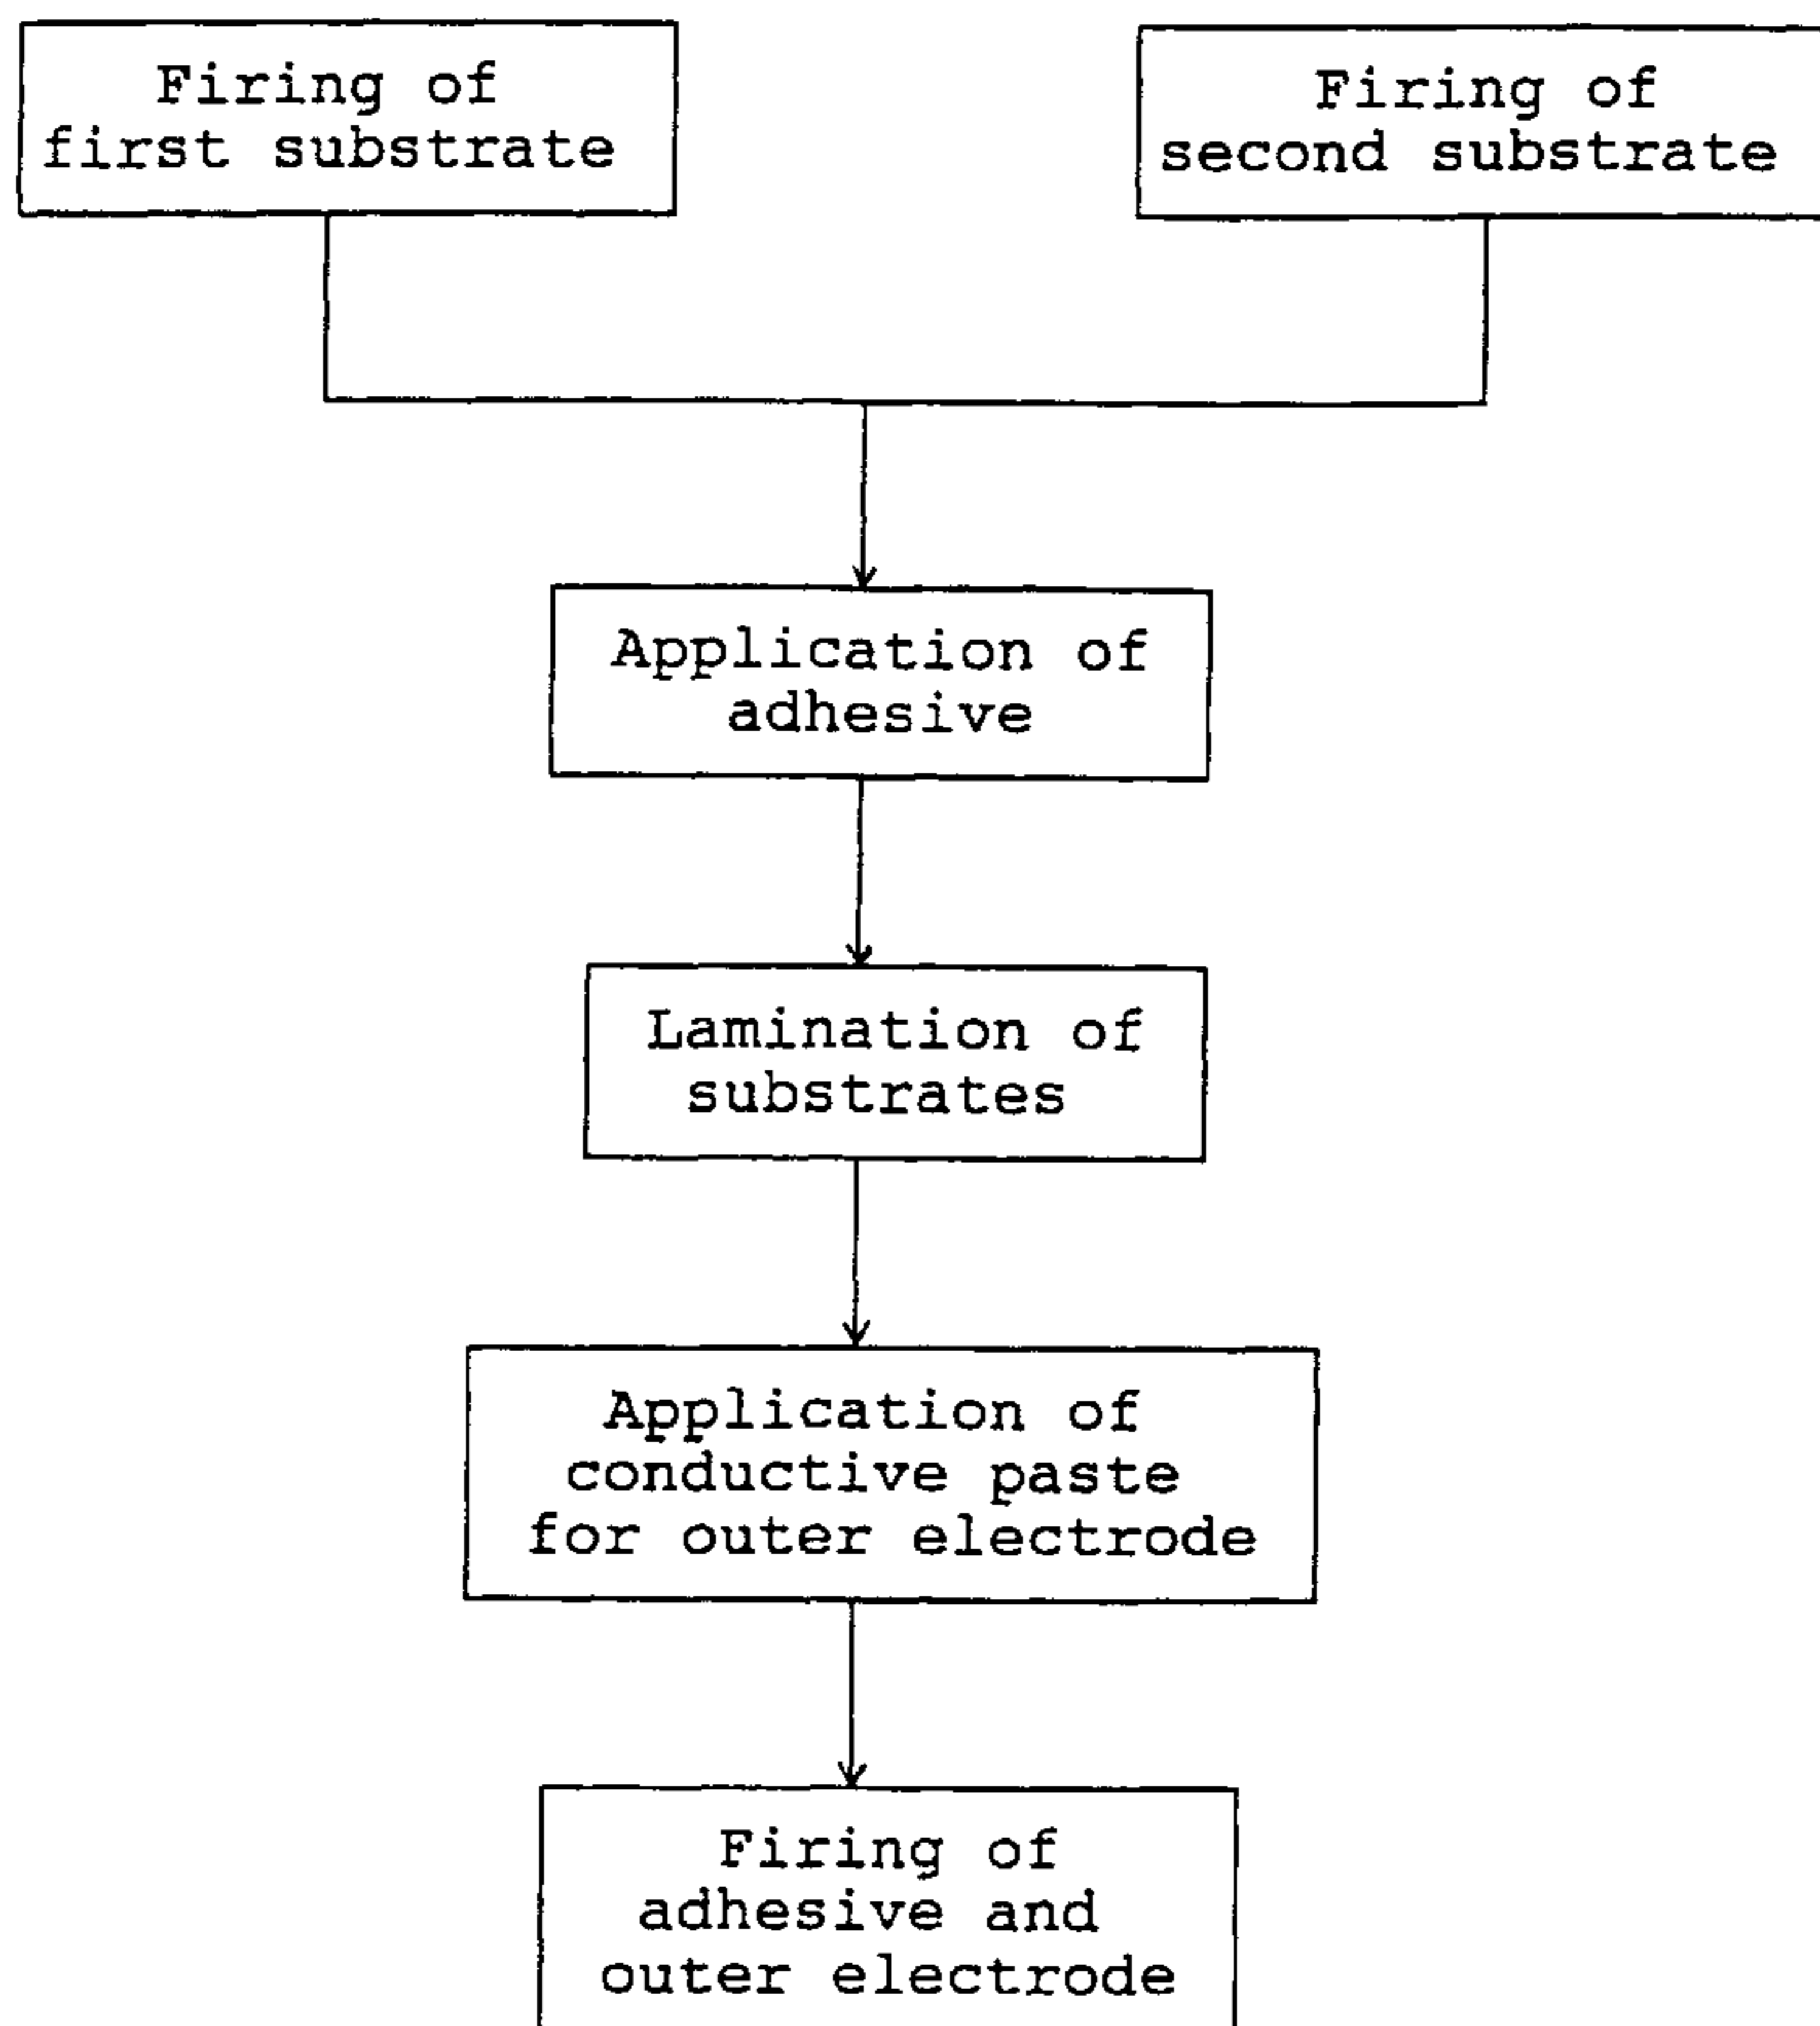 Firing of
first substrate
Firing of
second substrate
Application of
adhesive
Lamination of
substrates
Application of
conductive paste
for outer electrode
Firing of
adhesive and
outer electrode